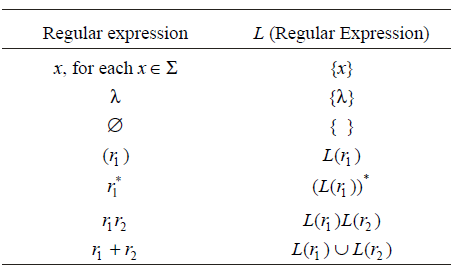 Regular expression L (Regular Expression)
x, for each x ∈ Σ {x}
λ {λ}
∅ { }
(r₁) L(r₁)
r₁* (L(r₁))*
r₁r₂ L(r₁)L(r₂)
r₁ + r₂ L(r₁) ∪ L(r₂)